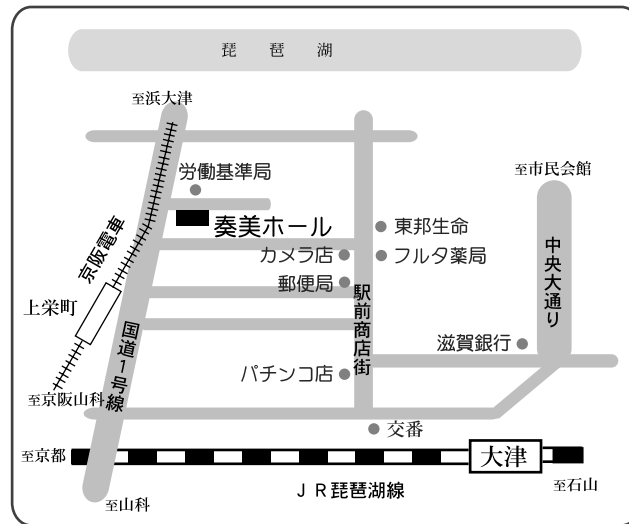 琵琶湖
至浜大津
労働基準局
至市民会館
奏美ホール
東邦生命
京阪電車
カメラ店
フルタ薬局
中央大通り
郵便局
駅前商店街
上栄町
国道1号線
滋賀銀行
パチンコ店
至京阪山科
交番
至京都
大津
JR琵琶湖線
至石山
至山科